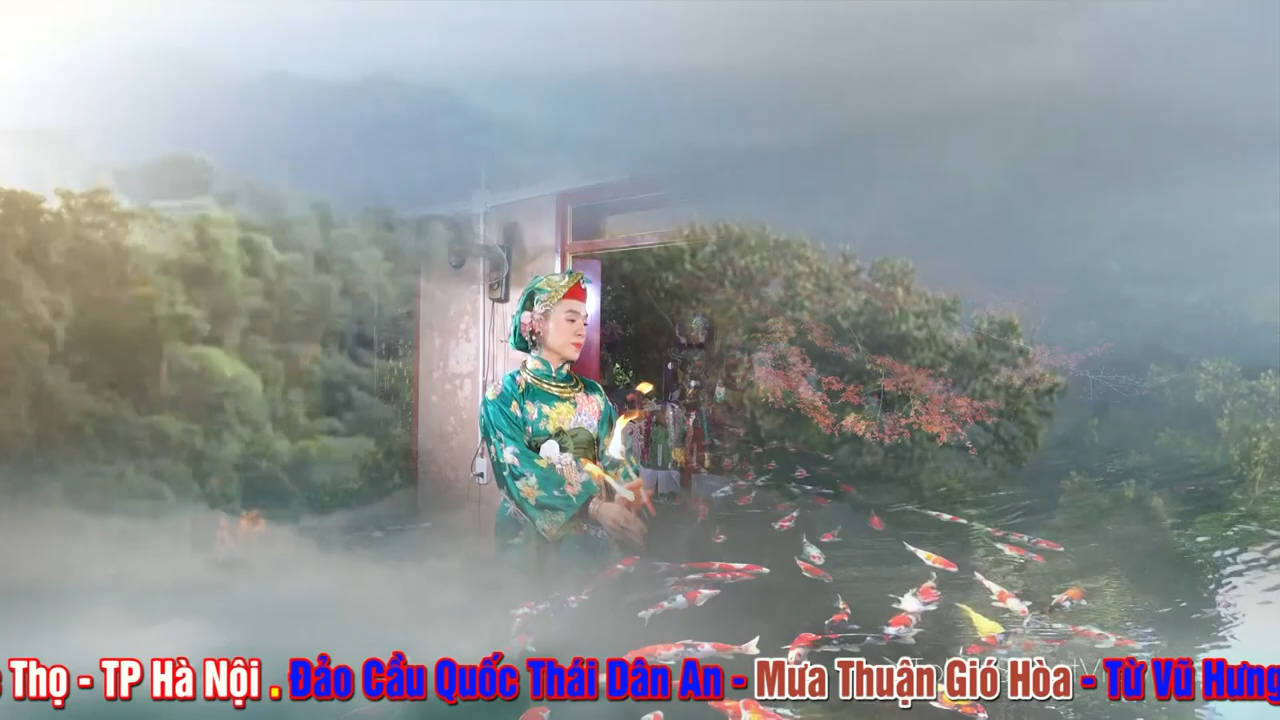 Thọ - TP Hà Nội . Đảo Cầu Quốc Thái Dân An - Mưa Thuận Gió Hòa - Từ Vũ Hưng